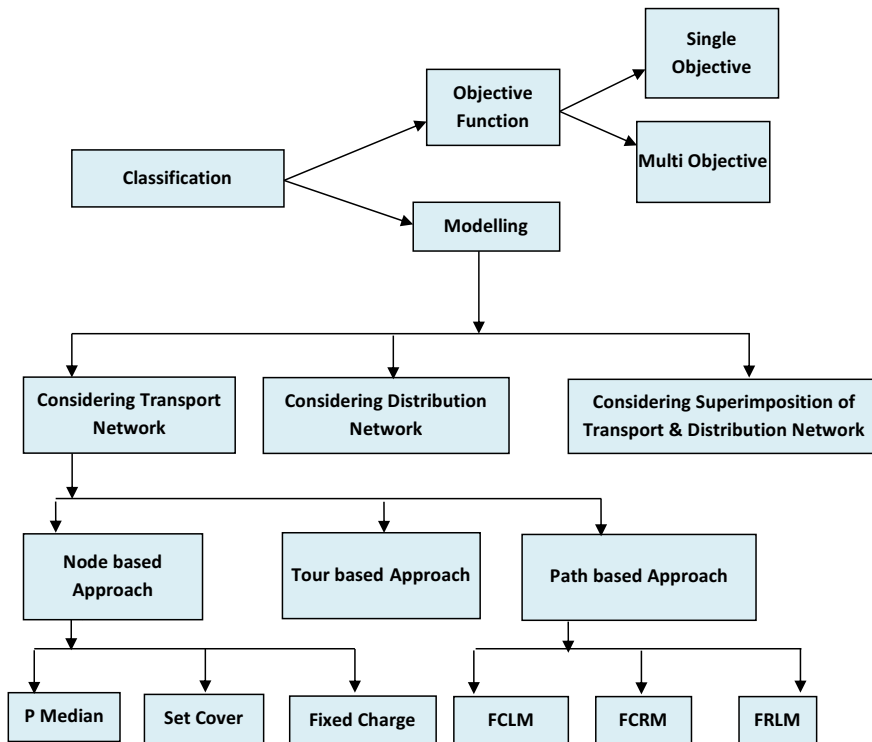 Single
Objective
Objective
Function
Multi Objective
Classification
Modelling
Considering Transport
Network
Considering Distribution
Network
Considering Superimposition of
Transport & Distribution Network
Node based
Approach
Tour based Approach
Path based Approach
P Median
Set Cover
Fixed Charge
FCLM
FCRM
FRLM